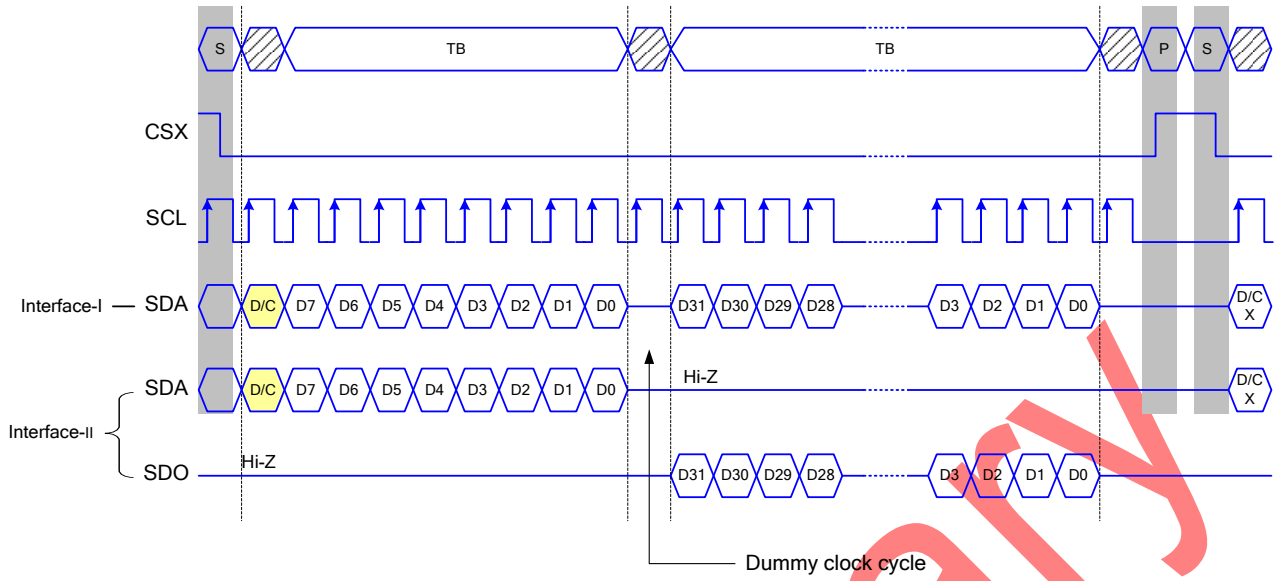 S TB TB P S
CSX
SCL
Interface-I SDA D/C D7 D6 D5 D4 D3 D2 D1 D0 D31 D30 D29 D28 D3 D2 D1 D0 D/C
X
SDA D/C D7 D6 D5 D4 D3 D2 D1 D0 Hi-Z D/C
X
Interface-II
SDO Hi-Z D31 D30 D29 D28 D3 D2 D1 D0
Dummy clock cycle